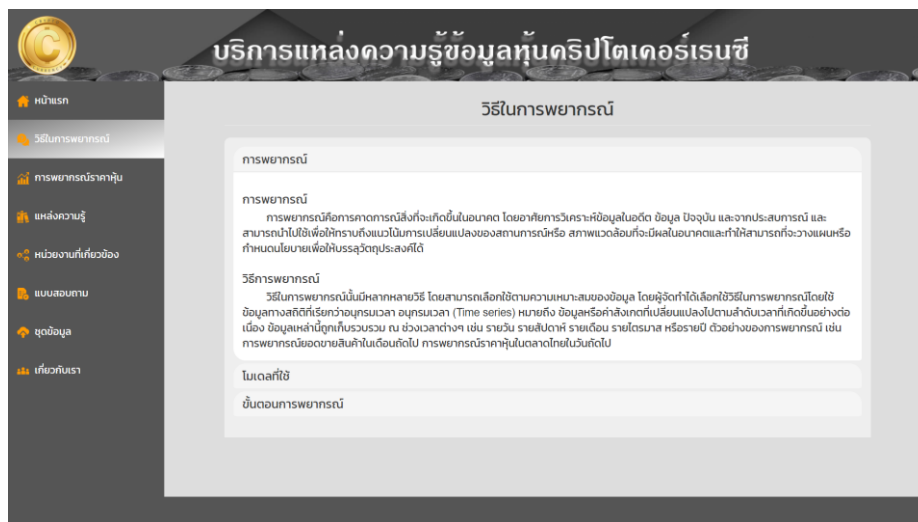 บริการแหล่งความรู้ข้อมูลหุ้นคริปโตเคอร์เรนซี
หน้าแรก
วิธีในการพยากรณ์
การพยากรณ์ราคาหุ้น
แหล่งความรู้
หน่วยงานที่เกี่ยวข้อง
แบบสอบถาม
ชุดข้อมูล
เกี่ยวกับเรา
วิธีในการพยากรณ์
การพยากรณ์
การพยากรณ์
การพยากรณ์คือการคาดการณ์สิ่งที่จะเกิดขึ้นในอนาคต โดยอาศัยการวิเคราะห์ข้อมูลในอดีต ข้อมูล ปัจจุบัน และจากประสบการณ์ และ
สามารถนำไปใช้เพื่อให้ทราบถึงแนวโน้มการเปลี่ยนแปลงของสถานการณ์หรือ สภาพแวดล้อมที่จะมีผลในอนาคตและทำให้สามารถที่จะวางแผนหรือ
กำหนดนโยบายเพื่อให้บรรลุวัตถุประสงค์ได้
วิธีการพยากรณ์
วิธีในการพยากรณ์นั้นมีหลากหลายวิธี โดยสามารถเลือกใช้ตามความเหมาะสมของข้อมูล โดยผู้จัดทำได้เลือกใช้วิธีในการพยากรณ์โดยใช้
ข้อมูลทางสถิติที่เรียกว่าอนุกรมเวลา อนุกรมเวลา (Time series) หมายถึง ข้อมูลหรือค่าสังเกตที่เปลี่ยนแปลงไปตามลำดับเวลาที่เกิดขึ้นอย่างต่อ
เนื่อง ข้อมูลเหล่านี้ถูกเก็บรวบรวม ณ ช่วงเวลาต่างๆ เช่น รายวัน รายสัปดาห์ รายเดือน รายไตรมาส หรือรายปี ตัวอย่างของการพยากรณ์ เช่น
การพยากรณ์ยอดขายสินค้าในเดือนถัดไป การพยากรณ์ราคาหุ้นในตลาดไทยในวันถัดไป
โมเดลที่ใช้
ขั้นตอนการพยากรณ์